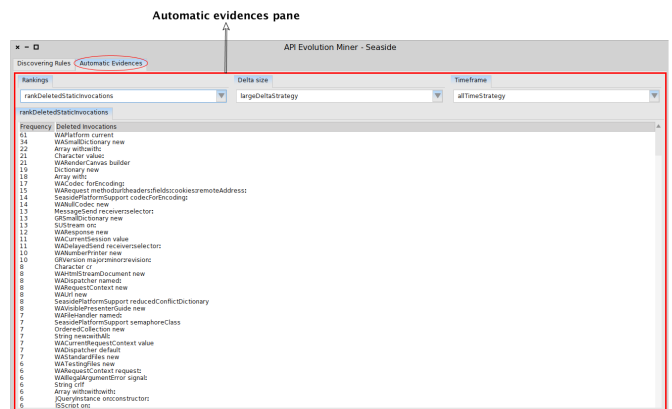 Automatic evidences pane
API Evolution Miner - Seaside
Discovering Rules Automatic Evidences
Rankings Delta size Timeframe
rankDeletedStaticInvocations largeDeltaStrategy allTimeStrategy
rankDeletedStaticInvocations
Frequency Deleted Invocations
61 WAPlatform current
34 WASmallDictionary new
22 Array with:with:
21 Character value:
21 WARenderCanvas builder
19 Dictionary new
18 Array with:
17 WACodec forEncoding:
15 WARequest method:url:headers:fields:cookies:remoteAddress:
14 SeasidePlatformSupport codecForEncoding:
14 WANullCodec new
13 MessageSend receiver:selector:
13 GRSmallDictionary new
13 SUStream on:
12 WAResponse new
11 WACurrentSession value
11 WADelayedSend receiver:selector:
10 WANumberPrinter new
10 GRVersion major:minor:revision:
8 Character cr
8 WAHtmlStreamDocument new
8 WADispatcher named:
8 WARequestContext new
8 WAUrl new
8 SeasidePlatformSupport reducedConflictDictionary
8 WAVisiblePresenterGuide new
7 WAFileHandler named:
7 SeasidePlatformSupport semaphoreClass
7 OrderedCollection new
7 String new:withAll:
7 WACurrentRequestContext value
7 WADispatcher default
7 WAStandardFiles new
6 WATestingFiles new
6 WARequestContext request:
6 WAIllegalArgumentError signal:
6 String crlf
6 Array with:with:with:
6 JQueryInstance on:constructor:
6 JSScript on: